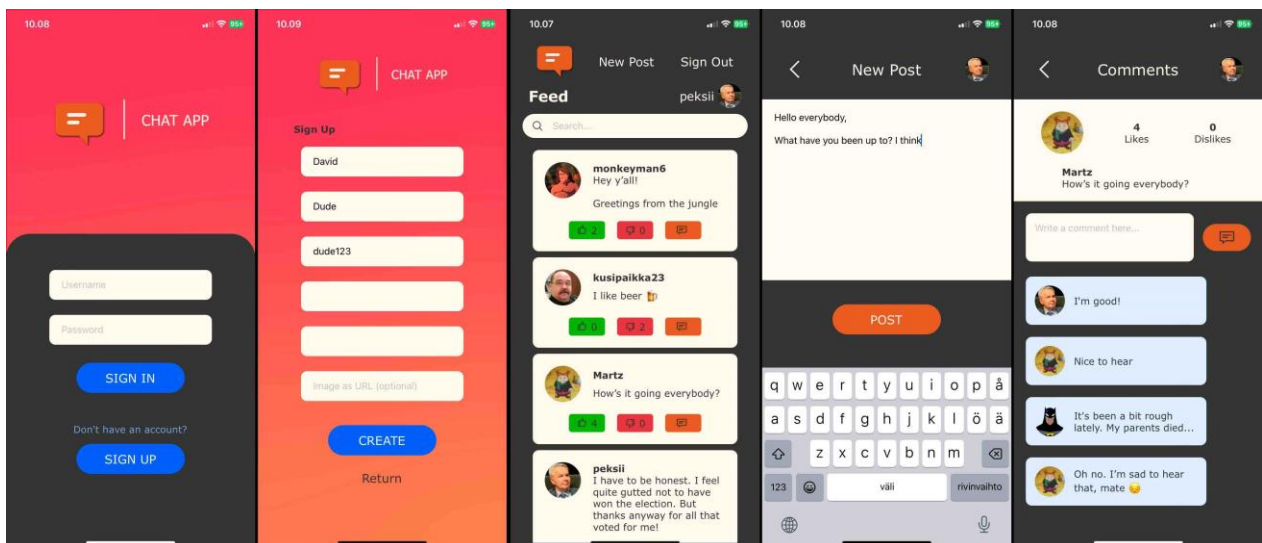 10.08
95+
CHAT APP
Username
Password
SIGN IN
Don't have an account?
SIGN UP
10.09
95+
CHAT APP
Sign Up
David
Dude
dude123
Image as URL (optional)
CREATE
Return
10.07
95+
New Post Sign Out
Feed peksii
Search...
monkeyman6
Hey y'all!
Greetings from the jungle
2 0
kusipaikka23
I like beer 🍻
0 2
Martz
How's it going everybody?
4 0
peksii
I have to be honest. I feel
quite gutted not to have
won the election. But
thanks anyway for all that
voted for me!
10.08
95+
New Post
Hello everybody,
What have you been up to? I think
POST
q w e r t y u i o p å
a s d f g h j k l ö ä
z x c v b n m
123 väli rivinvaihto
10.08
95+
Comments
4 0
Likes Dislikes
Martz
How's it going everybody?
Write a comment here...
I'm good!
Nice to hear
It's been a bit rough
lately. My parents died...
Oh no. I'm sad to hear
that, mate 😞